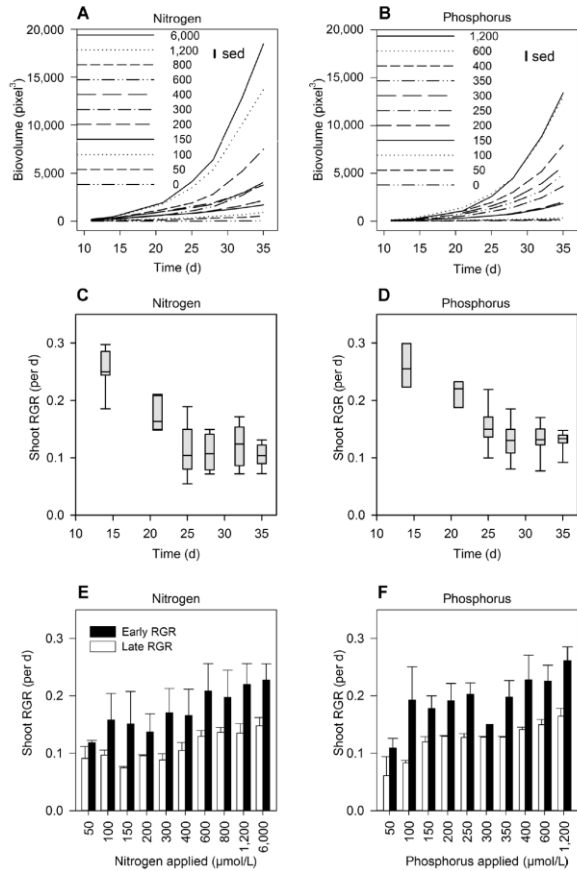 A
Nitrogen
Biovolume (pixel³)
20,000
15,000
10,000
5,000
0
6,000
1,200
800
600
400
300
200
150
100
50
0
I sed
10 15 20 25 30 35
Time (d)
B
Phosphorus
Biovolume (pixel³)
20,000
15,000
10,000
5,000
0
1,200
600
400
350
300
250
200
150
100
50
0
I sed
10 15 20 25 30 35
Time (d)
C
Nitrogen
Shoot RGR (per d)
0.3
0.2
0.1
0.0
10 15 20 25 30 35
Time (d)
D
Phosphorus
Shoot RGR (per d)
0.3
0.2
0.1
0.0
10 15 20 25 30 35
Time (d)
E
Nitrogen
Shoot RGR (per d)
0.3
0.2
0.1
0.0
Early RGR
Late RGR
50 100 150 200 300 400 600 800 1,200 6,000
Nitrogen applied (µmol/L)
F
Phosphorus
Shoot RGR (per d)
0.3
0.2
0.1
0.0
50 100 150 200 250 300 350 400 600 1,200
Phosphorus applied (µmol/L)